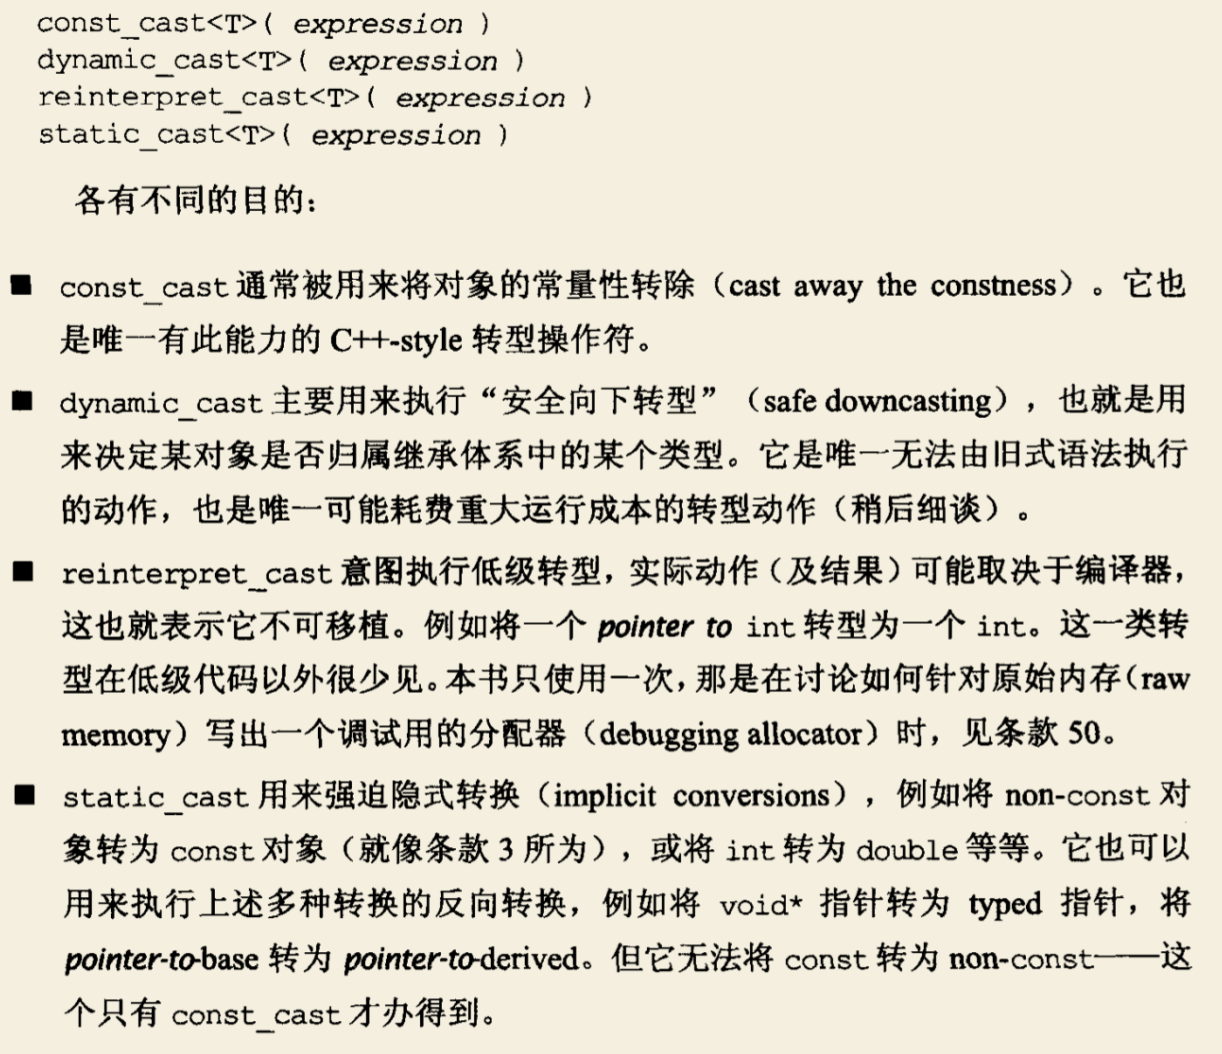 const_cast<T>( expression )
dynamic_cast<T>( expression )
reinterpret_cast<T>( expression )
static_cast<T>( expression )
各有不同的目的：
■ const_cast 通常被用来将对象的常量性转除（cast away the constness）。它也
是唯一有此能力的 C++-style 转型操作符。
■ dynamic_cast 主要用来执行“安全向下转型”（safe downcasting），也就是用
来决定某对象是否归属继承体系中的某个类型。它是唯一无法由旧式语法执行
的动作，也是唯一可能耗费重大运行成本的转型动作（稍后细谈）。
■ reinterpret_cast 意图执行低级转型，实际动作（及结果）可能取决于编译器，
这也就表示它不可移植。例如将一个 pointer to int 转型为一个 int。这一类转
型在低级代码以外很少见。本书只使用一次，那是在讨论如何针对原始内存（raw
memory）写出一个调试用的分配器（debugging allocator）时，见条款 50。
■ static_cast 用来强迫隐式转换（implicit conversions），例如将 non-const 对
象转为 const 对象（就像条款 3 所为），或将 int 转为 double 等等。它也可以
用来执行上述多种转换的反向转换，例如将 void* 指针转为 typed 指针，将
pointer-to-base 转为 pointer-to-derived。但它无法将 const 转为 non-const——这
个只有 const_cast 才办得到。